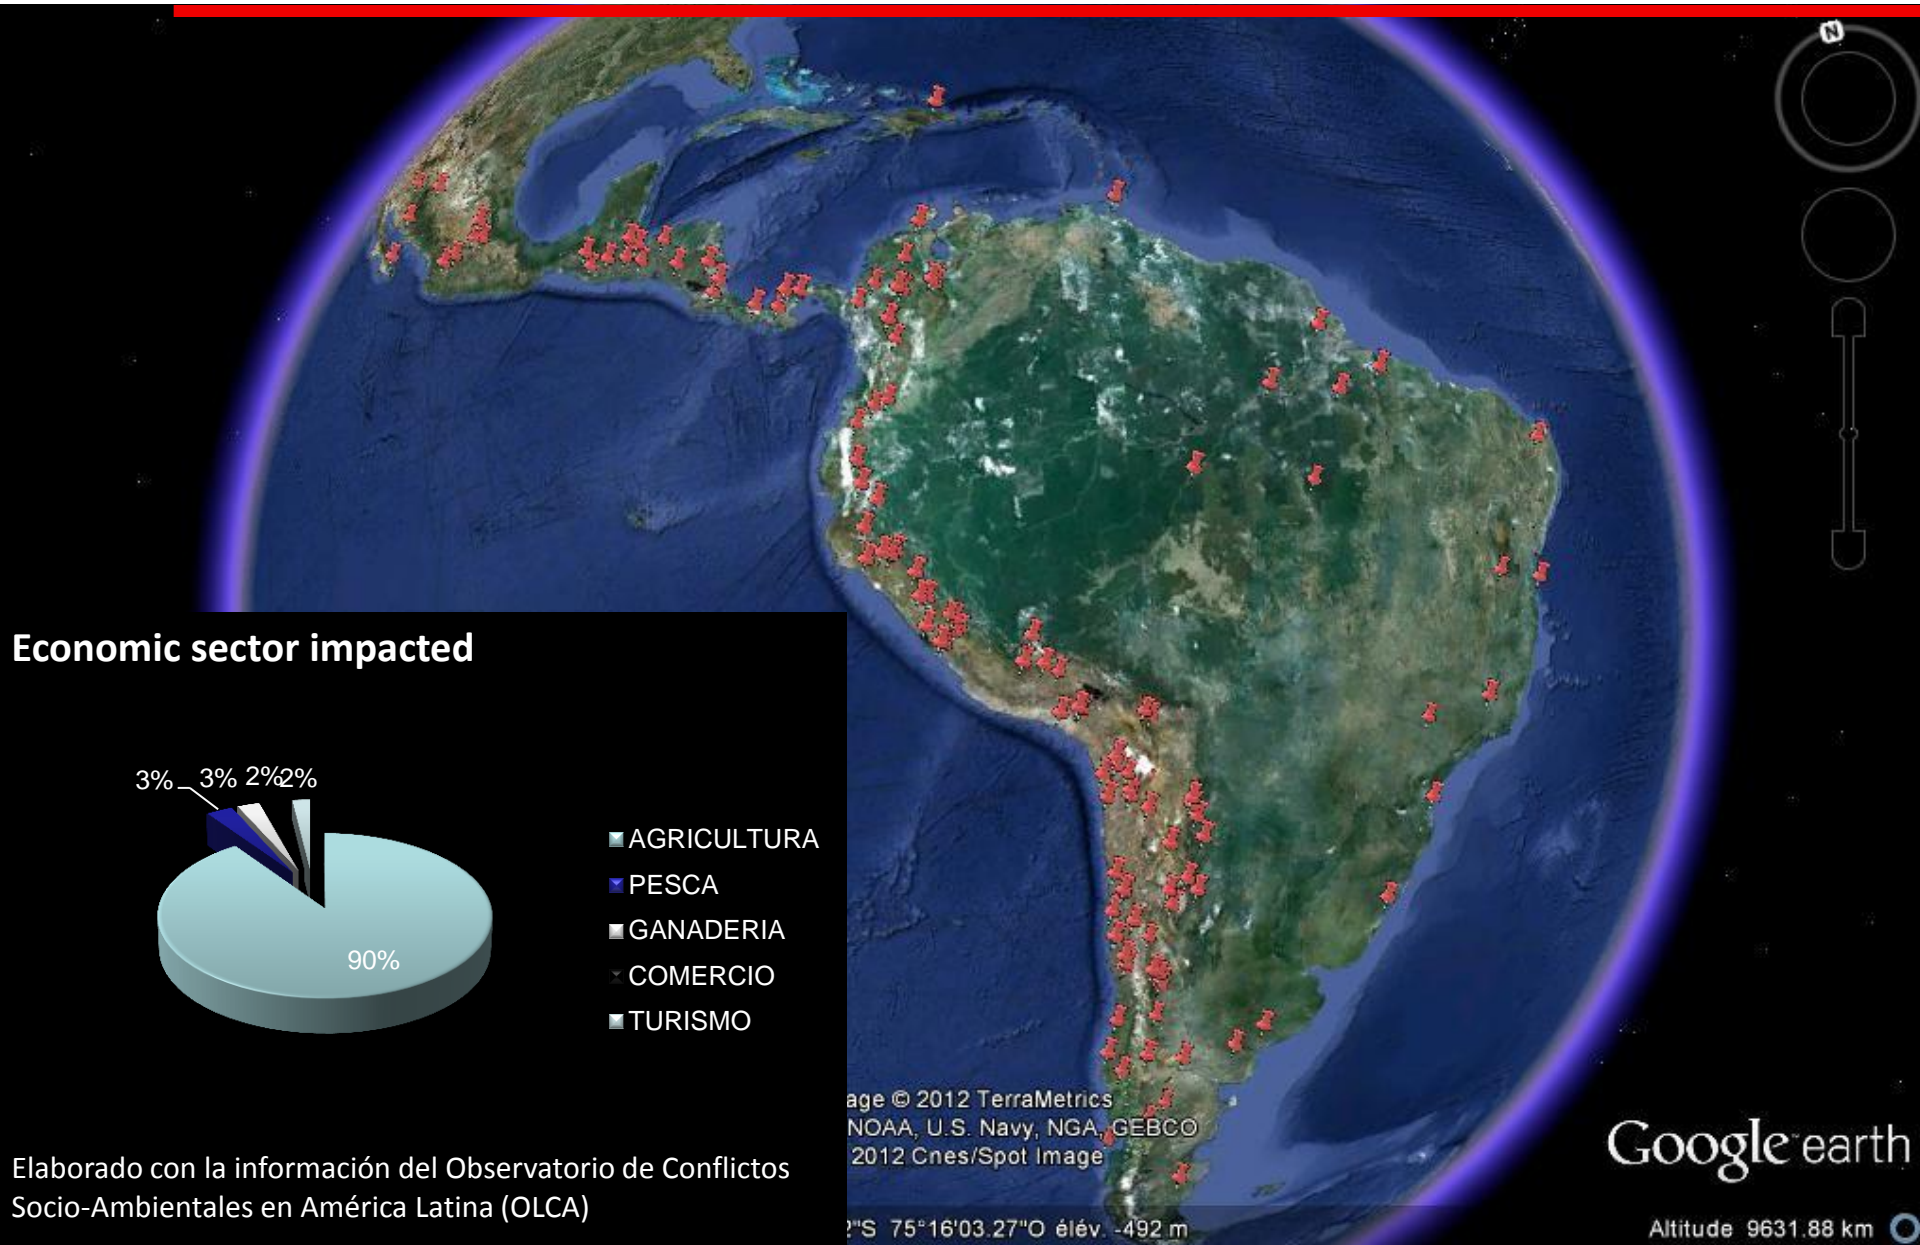 N
Economic sector impacted
3%
3%
2%
2%
90%
AGRICULTURA
PESCA
GANADERIA
COMERCIO
TURISMO
Elaborado con la información del Observatorio de Conflictos
Socio-Ambientales en América Latina (OLCA)
age © 2012 TerraMetrics
NOAA, U.S. Navy, NGA, GEBCO
2012 Cnes/Spot Image
"S 75°16'03.27"O élév. -492 m
Google earth
Altitude 9631.88 km